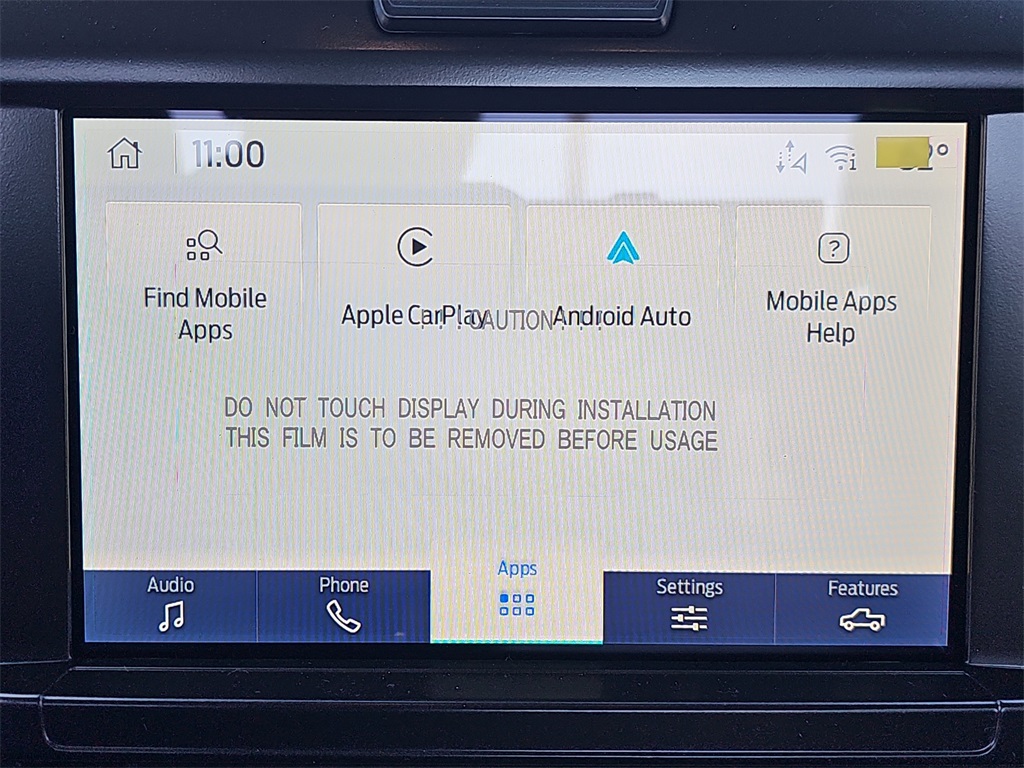 11:00
Find Mobile
Apps
Apple CarPlay
Android Auto
Mobile Apps
Help
CAUTION
DO NOT TOUCH DISPLAY DURING INSTALLATION
THIS FILM IS TO BE REMOVED BEFORE USAGE
Audio
Phone
Apps
Settings
Features